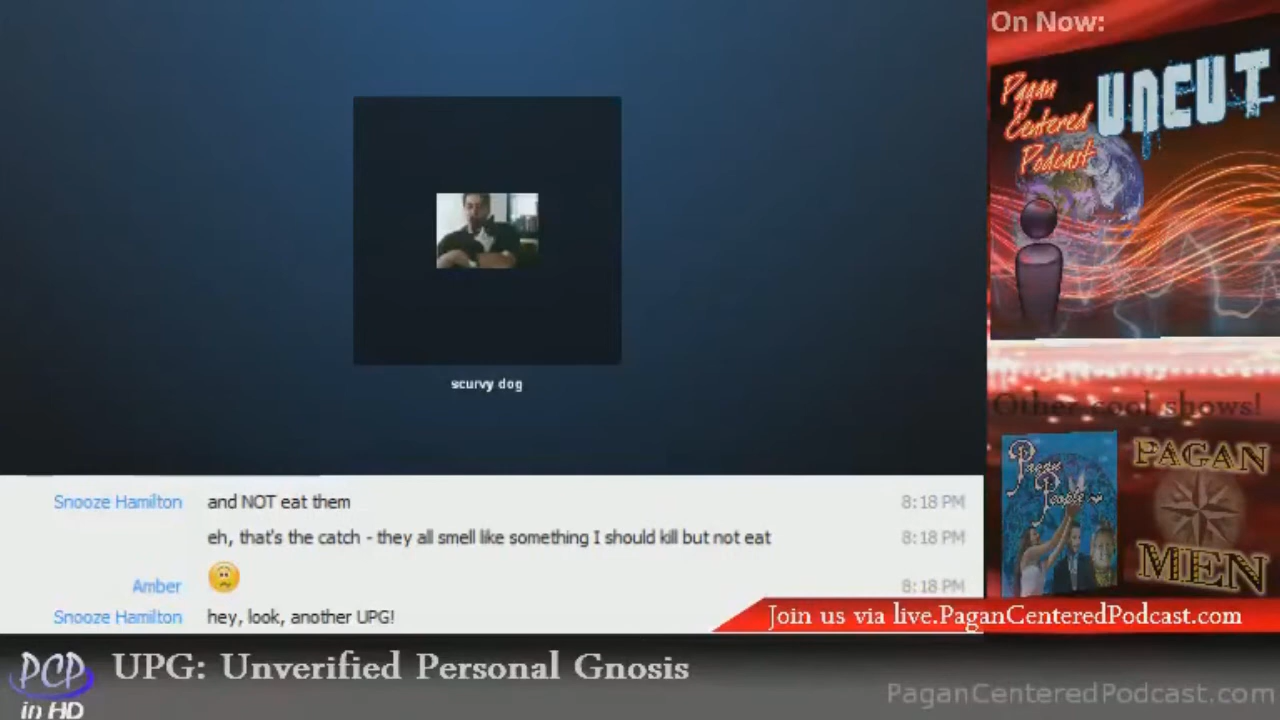 On Now:
Pagan
Centered
Podcast
UNCUT
scurvy dog
Other cool shows!
Pagan
People
PAGAN
MEN
Snooze Hamilton and NOT eat them 8:18 PM
eh, that's the catch - they all smell like something I should kill but not eat 8:18 PM
Amber 8:18 PM
Snooze Hamilton hey, look, another UPG!
Join us via live.PaganCenteredPodcast.com
PCP
in HD
UPG: Unverified Personal Gnosis
PaganCenteredPodcast.com